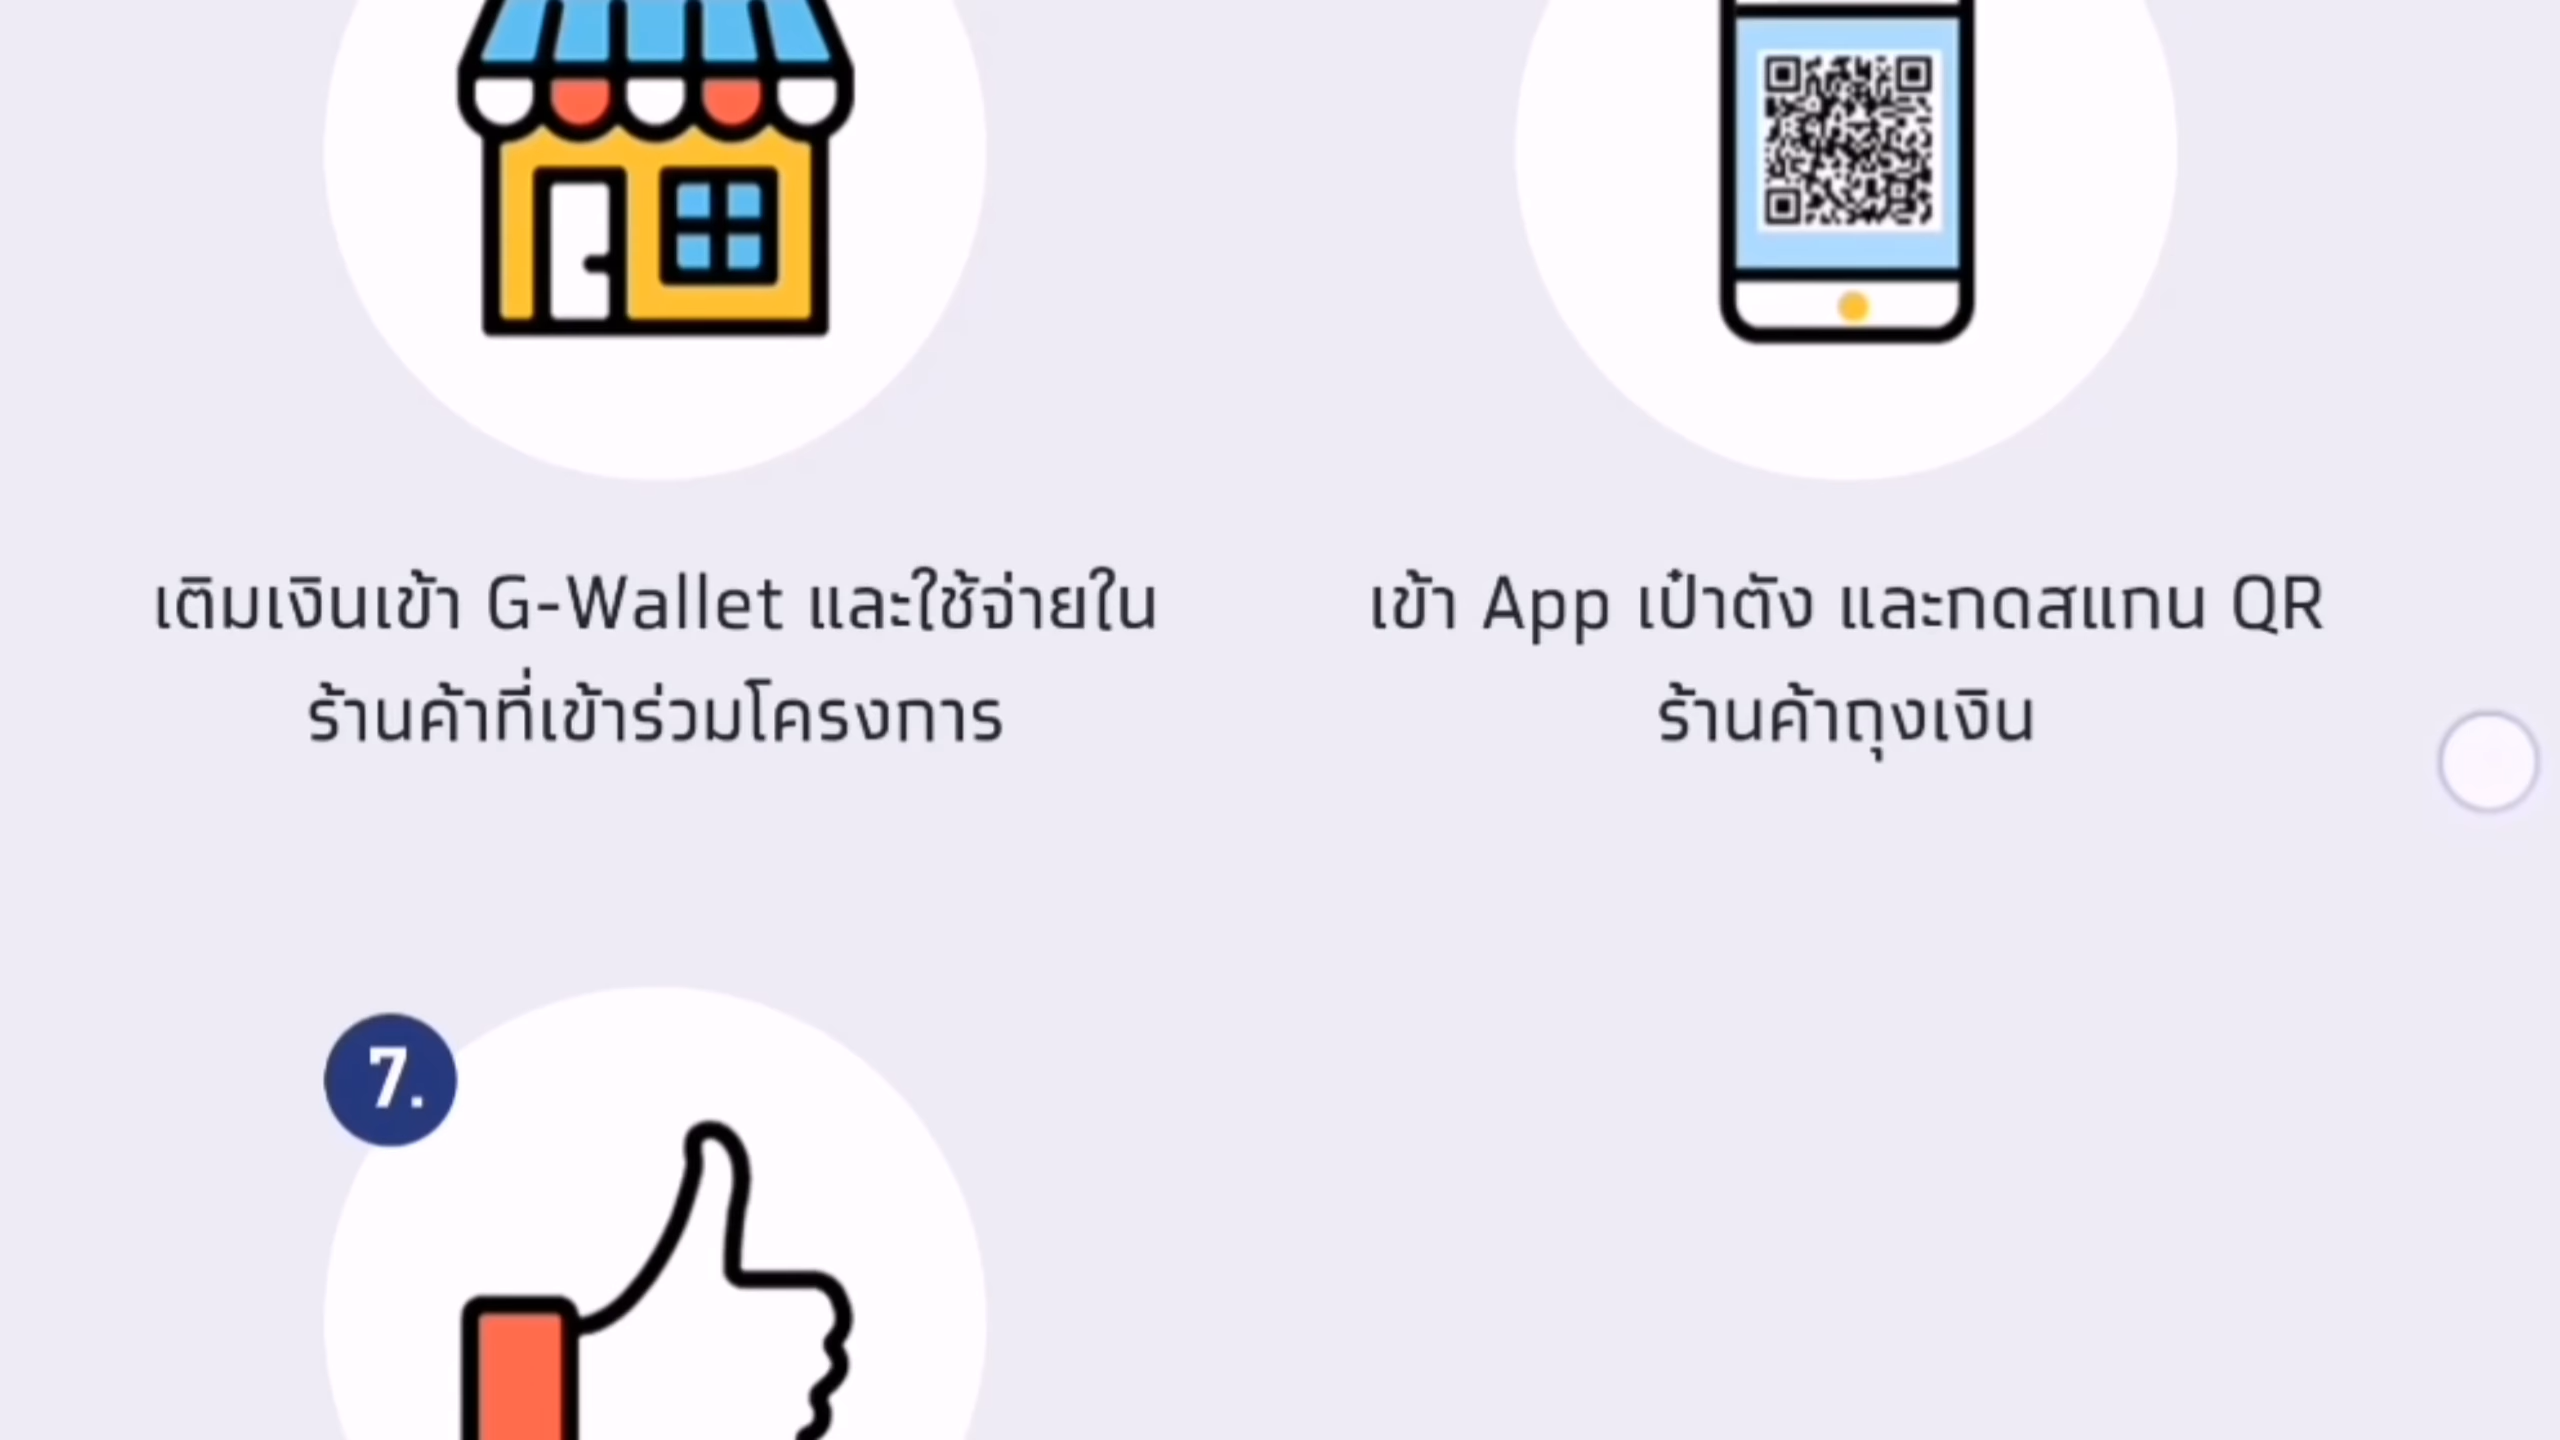 เติมเงินเข้า G-Wallet และใช้จ่ายใน
ร้านค้าที่เข้าร่วมโครงการ
เข้า App เป๋าตัง และกดสแกน QR
ร้านค้าถุงเงิน
7.